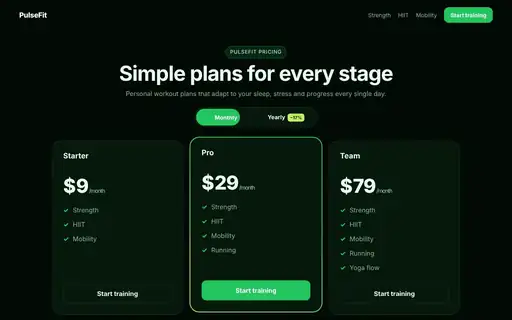 PulseFit
Strength HIIT Mobility Start training
PULSEFIT PRICING
Simple plans for every stage
Personal workout plans that adapt to your sleep, stress and progress every single day.
Monthly Yearly -17%
Starter
$9/month
✓ Strength
✓ HIIT
✓ Mobility
Start training
Pro
$29/month
✓ Strength
✓ HIIT
✓ Mobility
✓ Running
Start training
Team
$79/month
✓ Strength
✓ HIIT
✓ Mobility
✓ Running
✓ Yoga flow
Start training